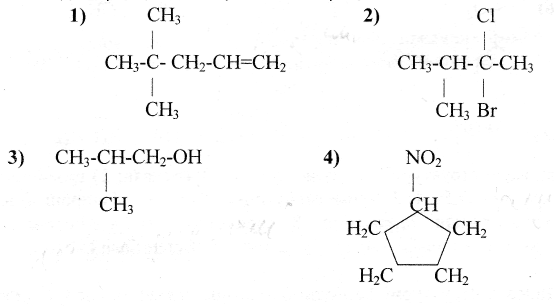 1) CH₃ 2) Cl
CH₃-C- CH₂-CH=CH₂ CH₃-CH- C-CH₃
CH₃ CH₃ Br
3) CH₃-CH-CH₂-OH 4) NO₂
CH₃ CH
H₂C CH₂
H₂C CH₂